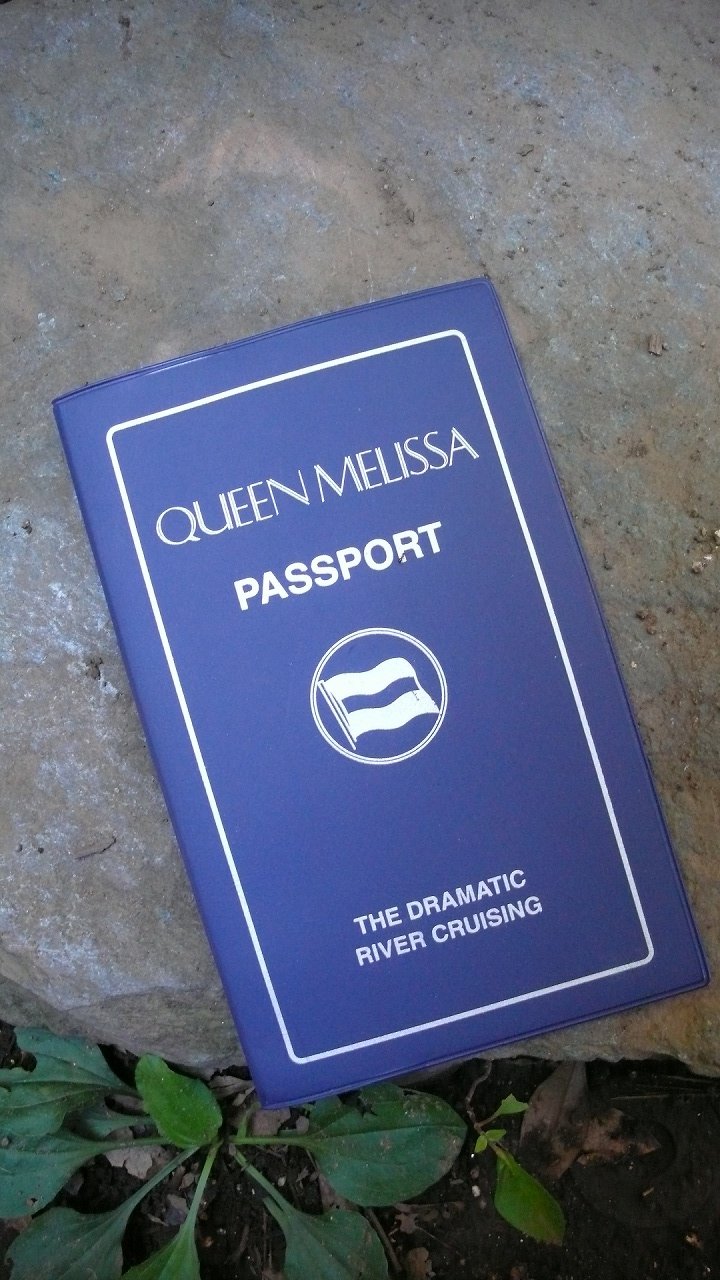 QUEEN MELISSA
PASSPORT
THE DRAMATIC
RIVER CRUISING